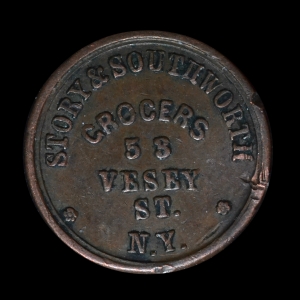 STORY & SOUTHWORTH
GROCERS
53
VESEY
ST.
N.Y.